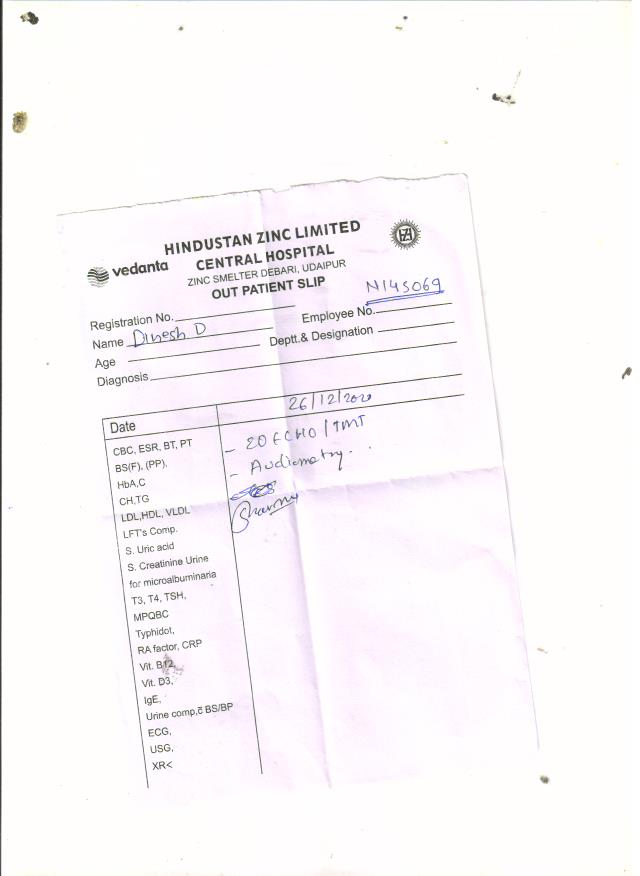 HINDUSTAN ZINC LIMITED
vedanta CENTRAL HOSPITAL
ZINC SMELTER DEBARI, UDAIPUR
OUT PATIENT SLIP
N145069
Registration No. Employee No.
Name Dinesh D Deptt.& Designation
Age
Diagnosis
Date 26/12/2020
CBC, ESR, BT, PT - 2D ECHO / TMT
BS(F), (PP), - Audiometry.
HbA,C
CH,TG
LDL,HDL, VLDL
LFT's Comp.
S. Uric acid
S. Creatinine Urine
for microalbuminaria
T3, T4, TSH,
MPQBC
Typhidot,
RA factor, CRP
Vit. B12,
Vit. D3,
IgE,
Urine comp,c̄ BS/BP
ECG,
USG,
XR<